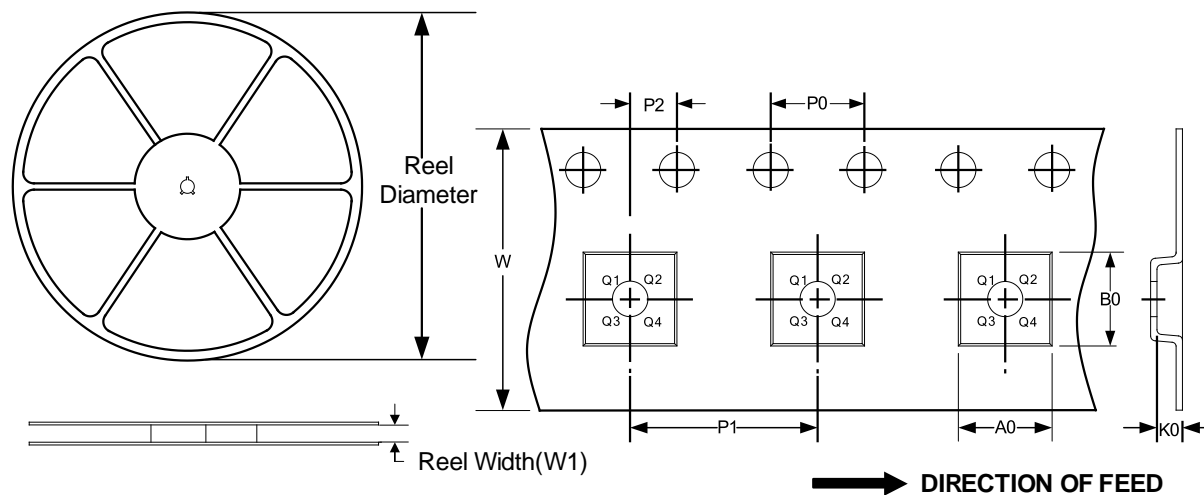 Reel
Diameter
Reel Width(W1)
P2
P0
W
Q1 Q2
Q3 Q4
Q1 Q2
Q3 Q4
Q1 Q2
Q3 Q4
B0
P1
A0
K0
DIRECTION OF FEED